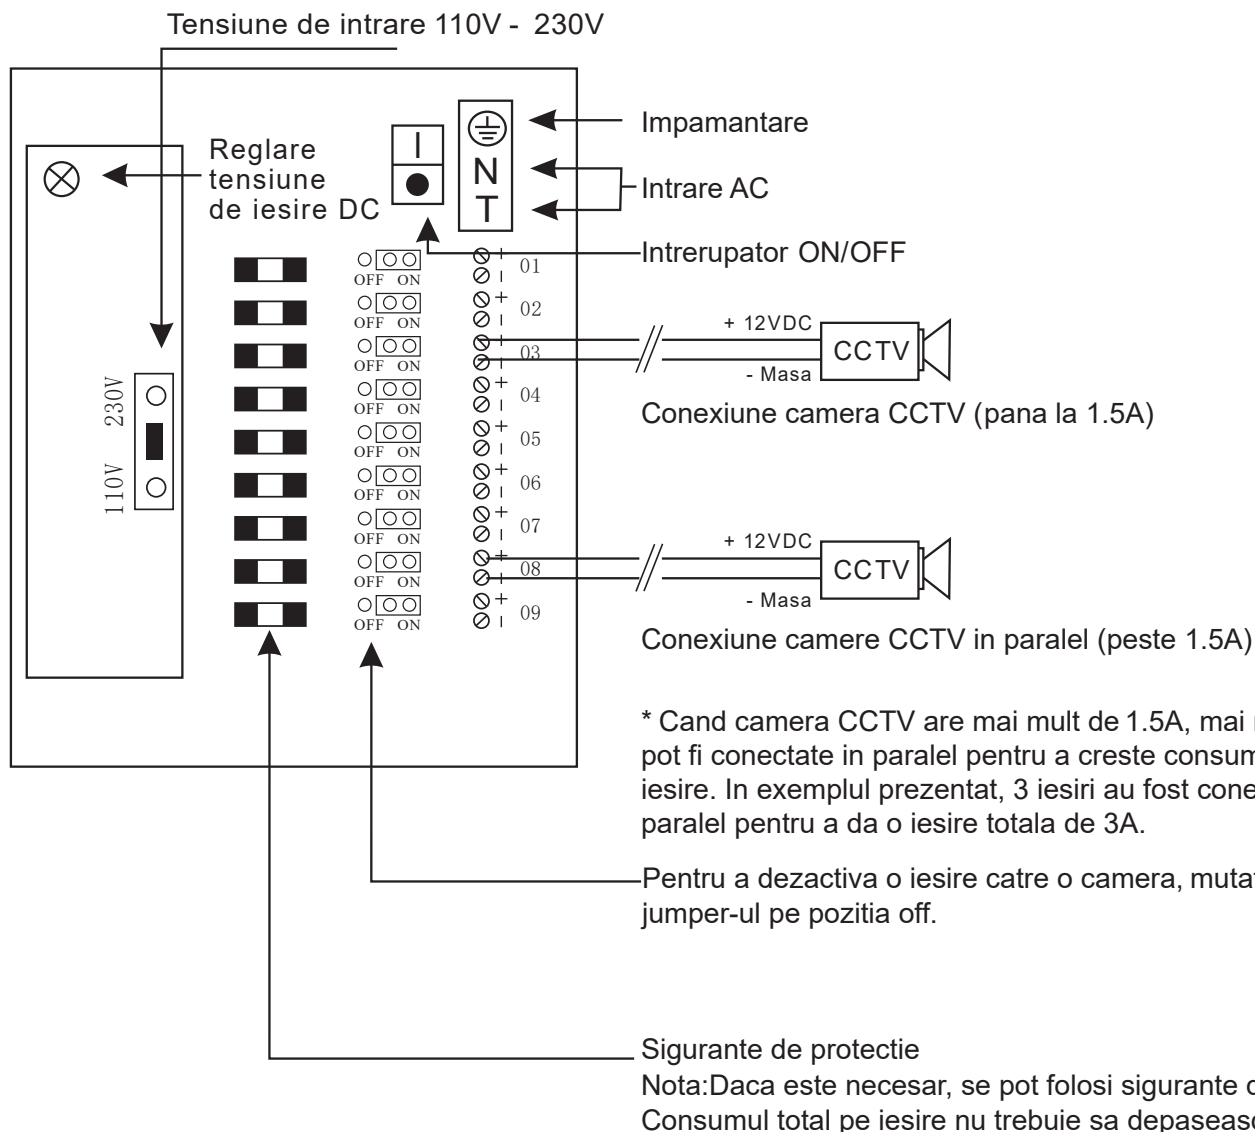 Tensiune de intrare 110V - 230V
Impamantare
Reglare
tensiune
de iesire DC
I
N
T
Intrare AC
Intrerupator ON/OFF
OFF ON
+
-
01
OFF ON
+
-
02
OFF ON
+
-
03
OFF ON
+
-
04
OFF ON
+
-
05
OFF ON
+
-
06
OFF ON
+
-
07
OFF ON
+
-
08
OFF ON
+
-
09
110V 230V
+ 12VDC
CCTV
- Masa
Conexiune camera CCTV (pana la 1.5A)
+ 12VDC
CCTV
- Masa
Conexiune camere CCTV in paralel (peste 1.5A)
* Cand camera CCTV are mai mult de 1.5A, mai
pot fi conectate in paralel pentru a creste
iesire. In exemplul prezentat, 3 iesiri au fost
paralel pentru a da o iesire totala de 3A.
Pentru a dezactiva o iesire catre o camera,
jumper-ul pe pozitia off.
Sigurante de protectie
Nota:Daca este necesar, se pot folosi sigurante
Consumul total pe iesire nu trebuie sa